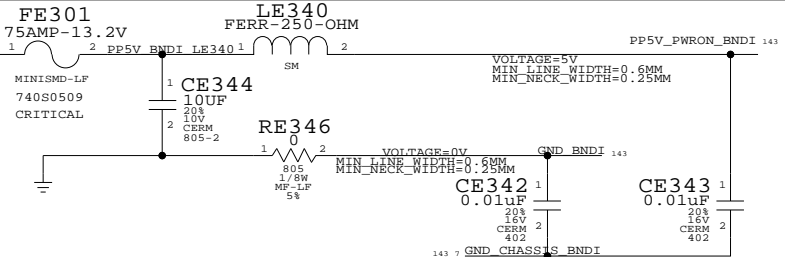 FE301
75AMP-13.2V
1 2
MINISMD-LF
740S0509
CRITICAL
PP5V_BNDI_LE340
LE340
FERR-250-OHM
1 2
SM
VOLTAGE=5V
MIN_LINE_WIDTH=0.6MM
MIN_NECK_WIDTH=0.25MM
PP5V_PWRON_BNDI 143
1
CE344
10UF
20%
10V
2 CERM
805-2
RE346
0
1 2
805
1/8W
MF-LF
5%
VOLTAGE=0V
MIN_LINE_WIDTH=0.6MM
MIN_NECK_WIDTH=0.25MM
GND_BNDI 143
CE342 1
0.01uF
20%
16V
CERM 2
402
CE343 1
0.01uF
20%
16V
CERM 2
402
143 7 GND_CHASSIS_BNDI